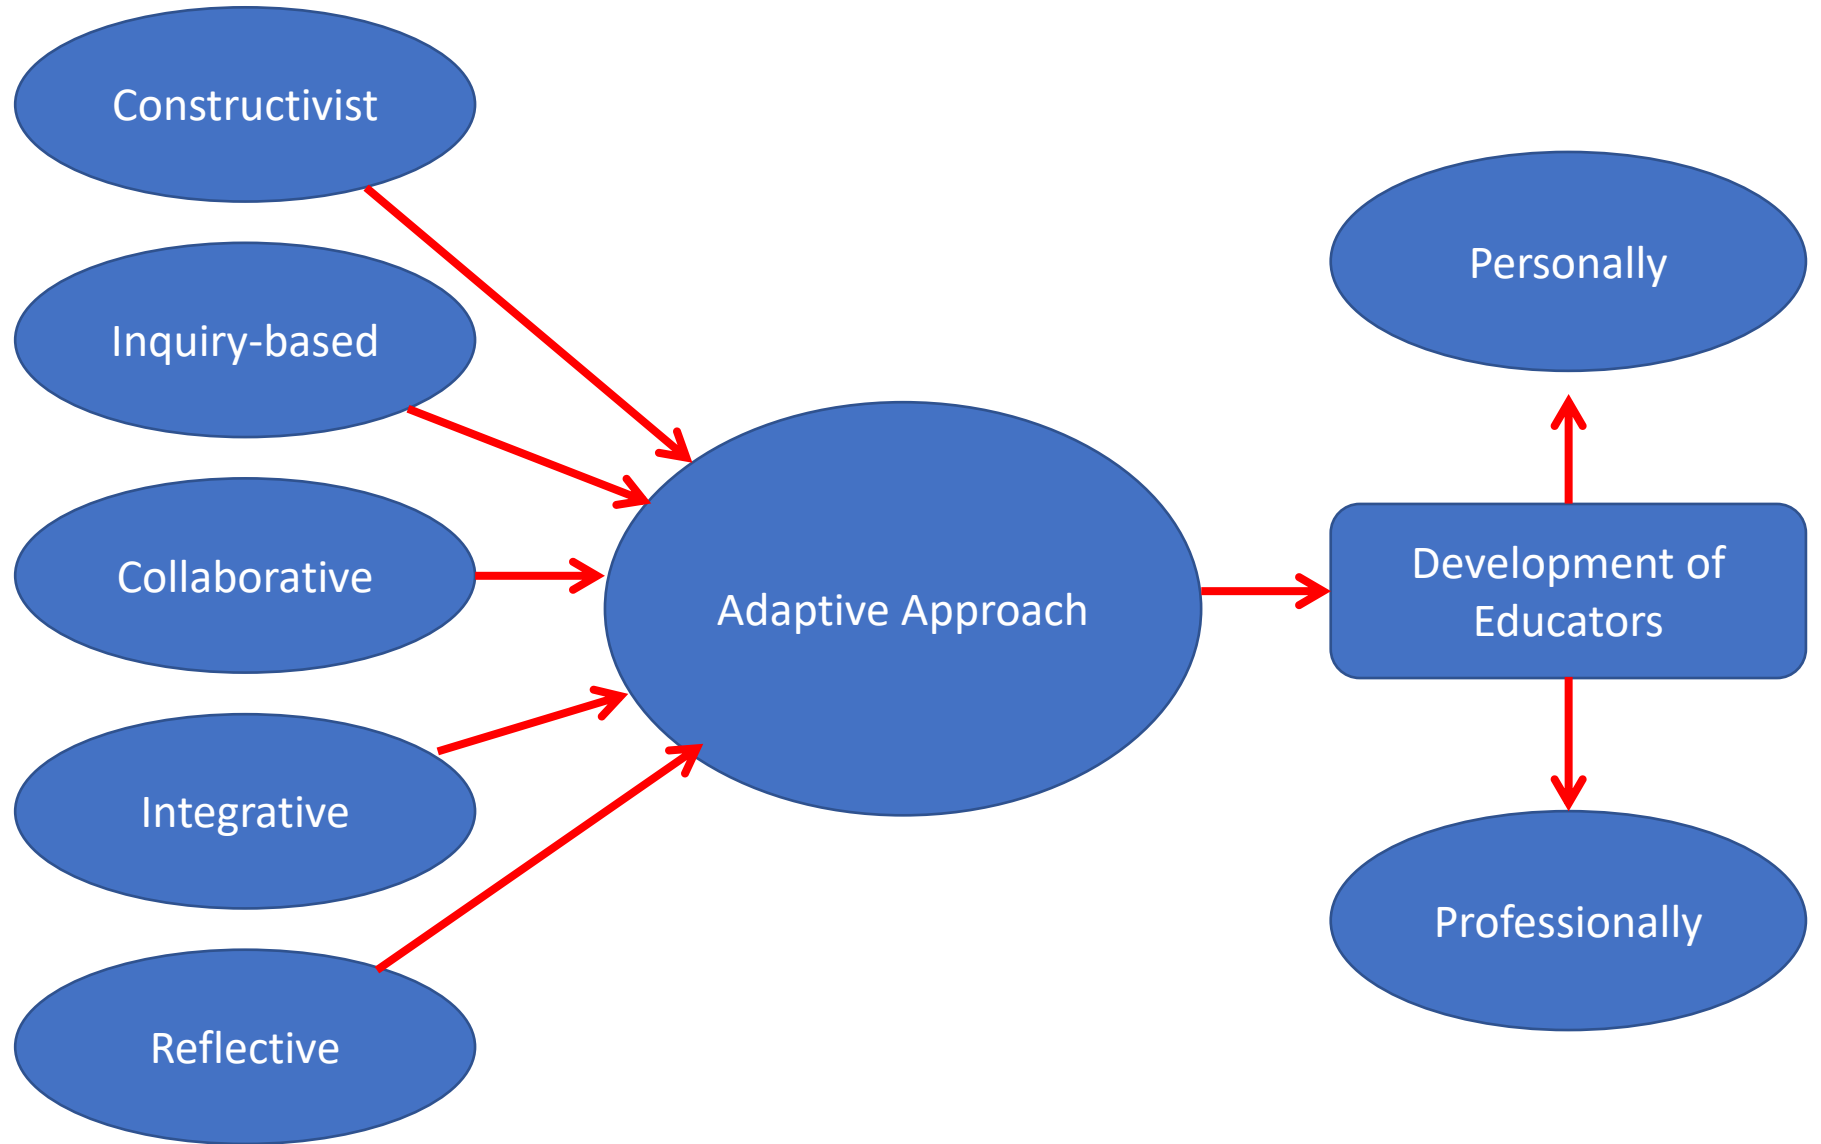 Constructivist
Inquiry-based
Collaborative
Integrative
Reflective
Adaptive Approach
Personally
Development of
Educators
Professionally